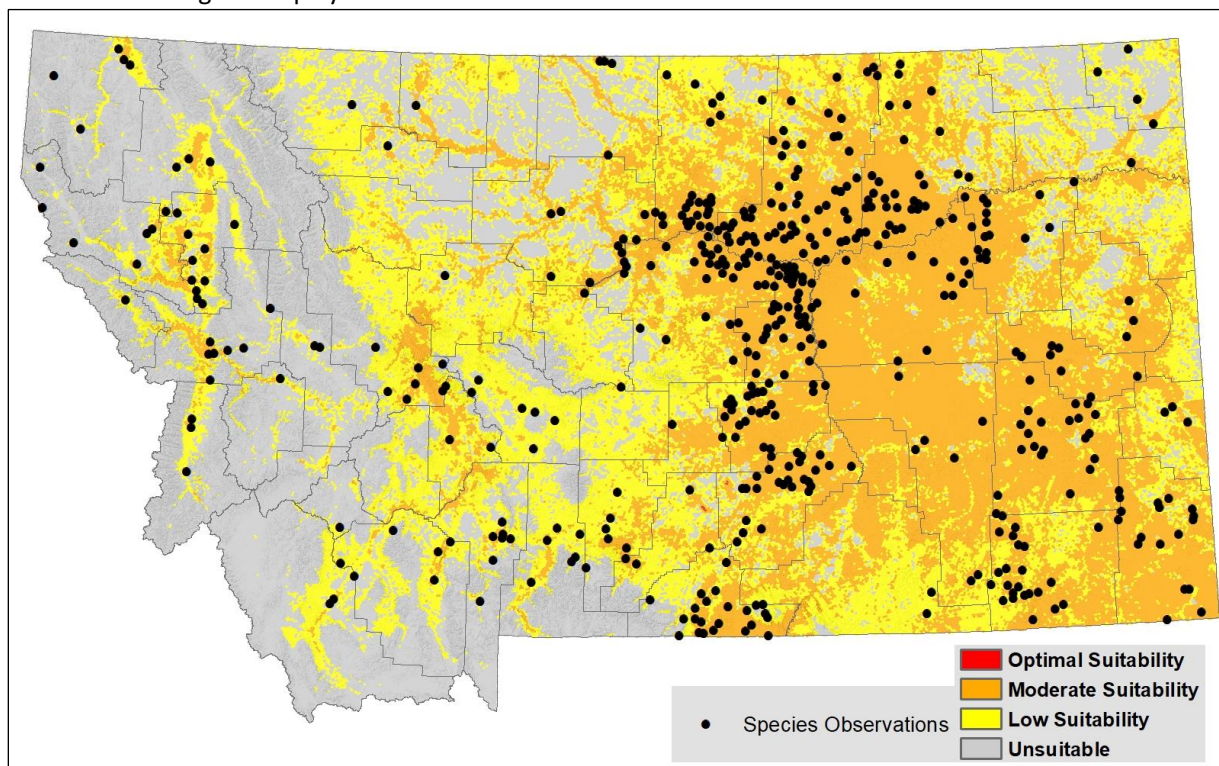 Optimal Suitability
Moderate Suitability
Species Observations
Low Suitability
Unsuitable